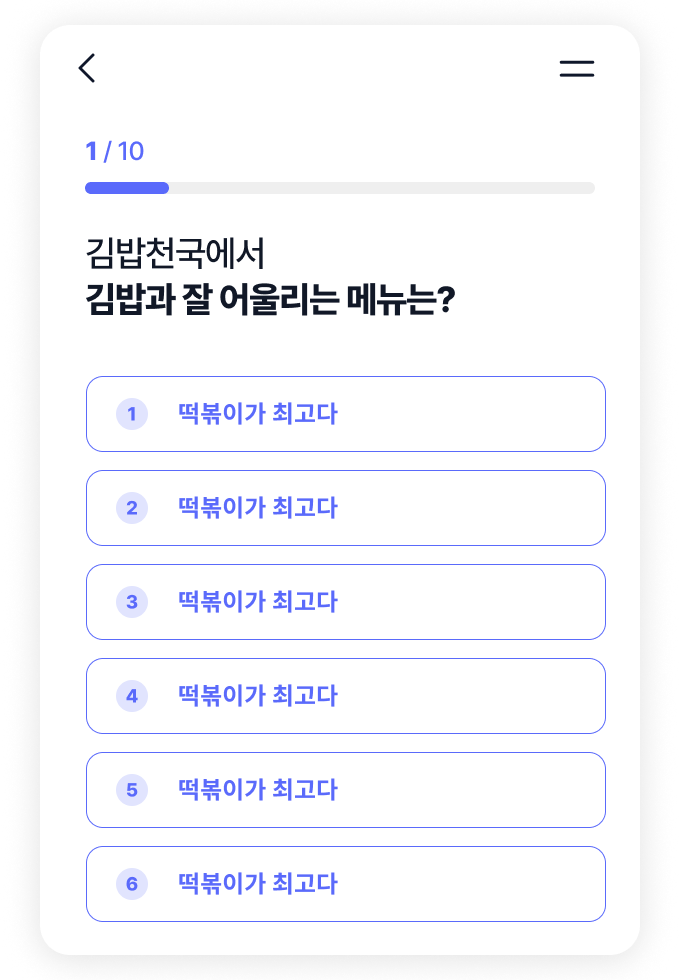 1 / 10
김밥천국에서
김밥과 잘 어울리는 메뉴는?
1 떡볶이가 최고다
2 떡볶이가 최고다
3 떡볶이가 최고다
4 떡볶이가 최고다
5 떡볶이가 최고다
6 떡볶이가 최고다